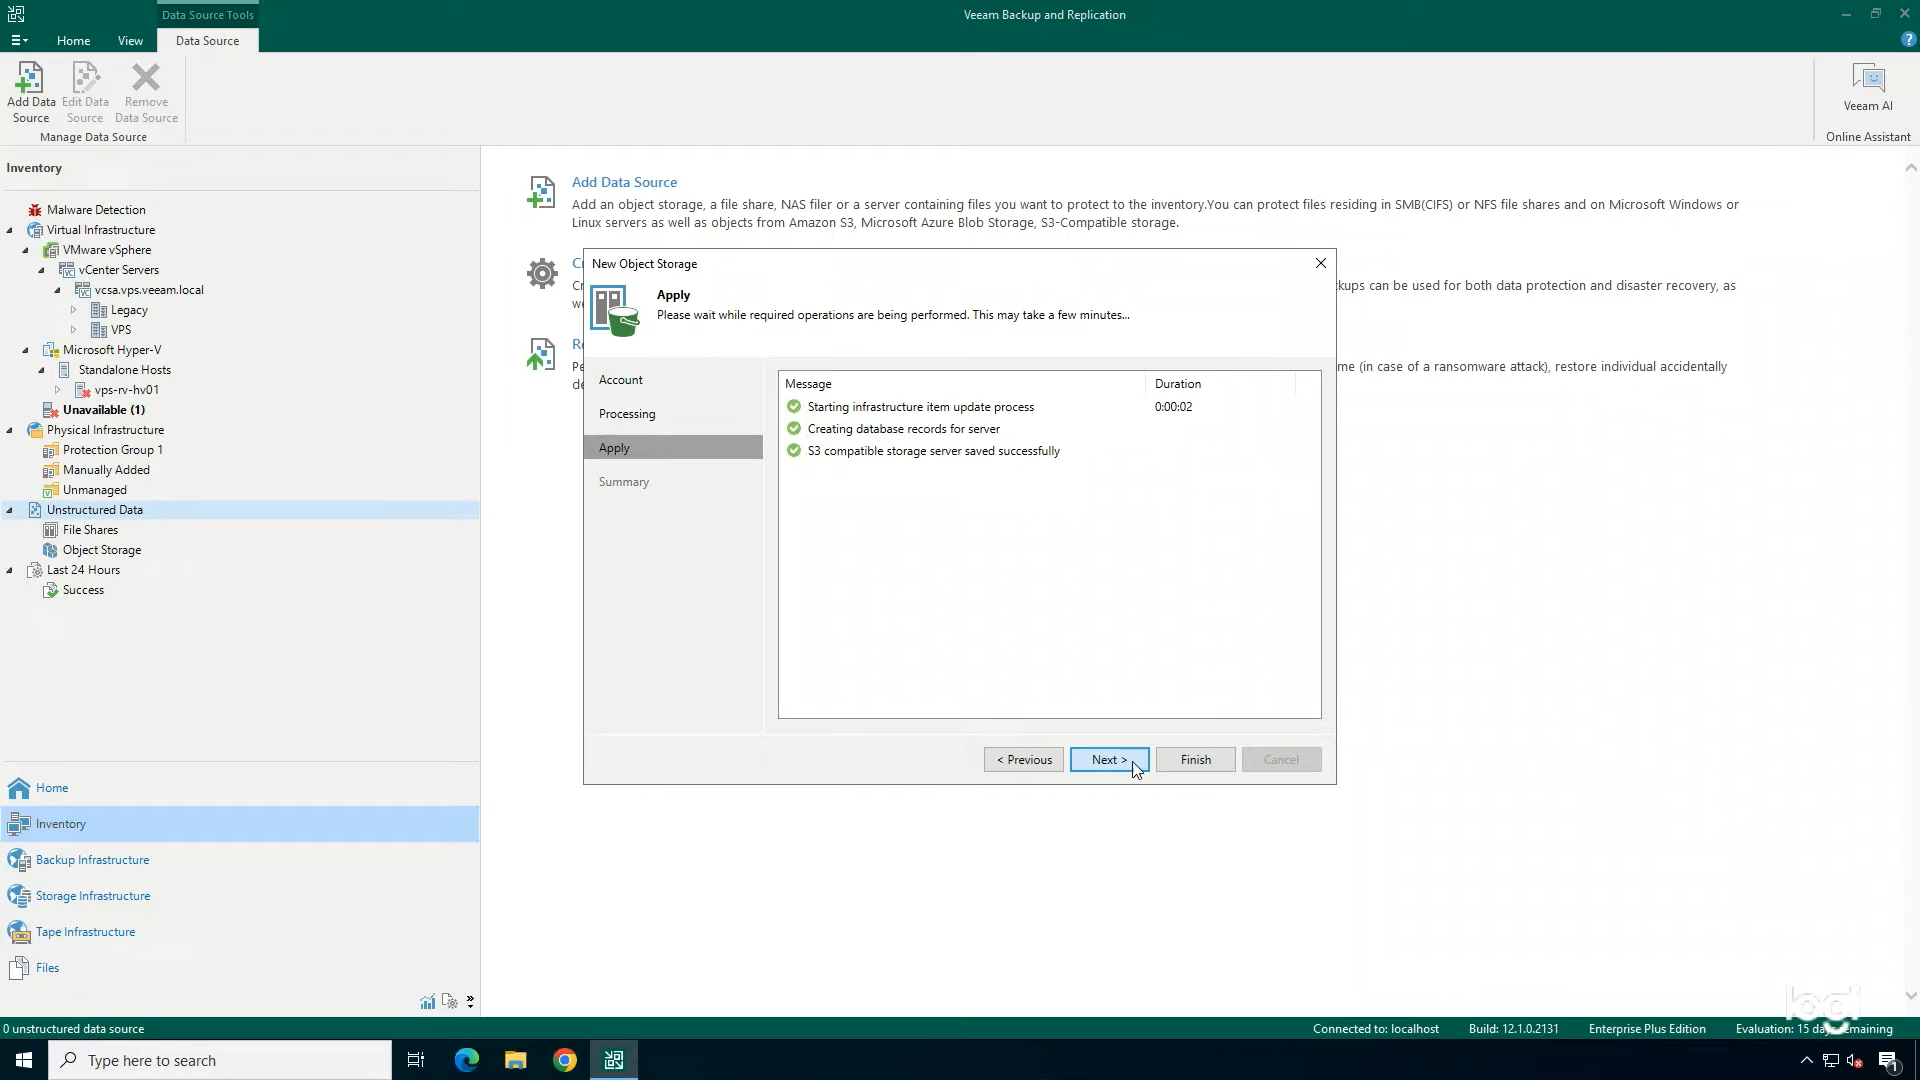 Data Source Tools
Veeam Backup and Replication
Home
View
Data Source
Add Data
Source
Edit Data
Source
Remove
Data Source
Manage Data Source
Veeam AI
Online Assistant
Inventory
Malware Detection
Virtual Infrastructure
VMware vSphere
vCenter Servers
vcsa.vps.veeam.local
Legacy
VPS
Microsoft Hyper-V
Standalone Hosts
vps-rv-hv01
Unavailable (1)
Physical Infrastructure
Protection Group 1
Manually Added
Unmanaged
Unstructured Data
File Shares
Object Storage
Last 24 Hours
Success
Home
Inventory
Backup Infrastructure
Storage Infrastructure
Tape Infrastructure
Files
Add Data Source
Add an object storage, a file share, NAS filer or a server containing files you want to protect to the inventory.You can protect files residing in SMB(CIFS) or NFS file shares and on Microsoft Windows or
Linux servers as well as objects from Amazon S3, Microsoft Azure Blob Storage, S3-Compatible storage.
kups can be used for both data protection and disaster recovery, as
we
me (in case of a ransomware attack), restore individual accidentally
de
New Object Storage
Apply
Please wait while required operations are being performed. This may take a few minutes...
Account
Processing
Apply
Summary
Message
Duration
Starting infrastructure item update process
0:00:02
Creating database records for server
S3 compatible storage server saved successfully
< Previous
Next >
Finish
Cancel
logi
0 unstructured data source
Connected to: localhost
Build: 12.1.0.2131
Enterprise Plus Edition
Evaluation: 15 days remaining
Type here to search
1